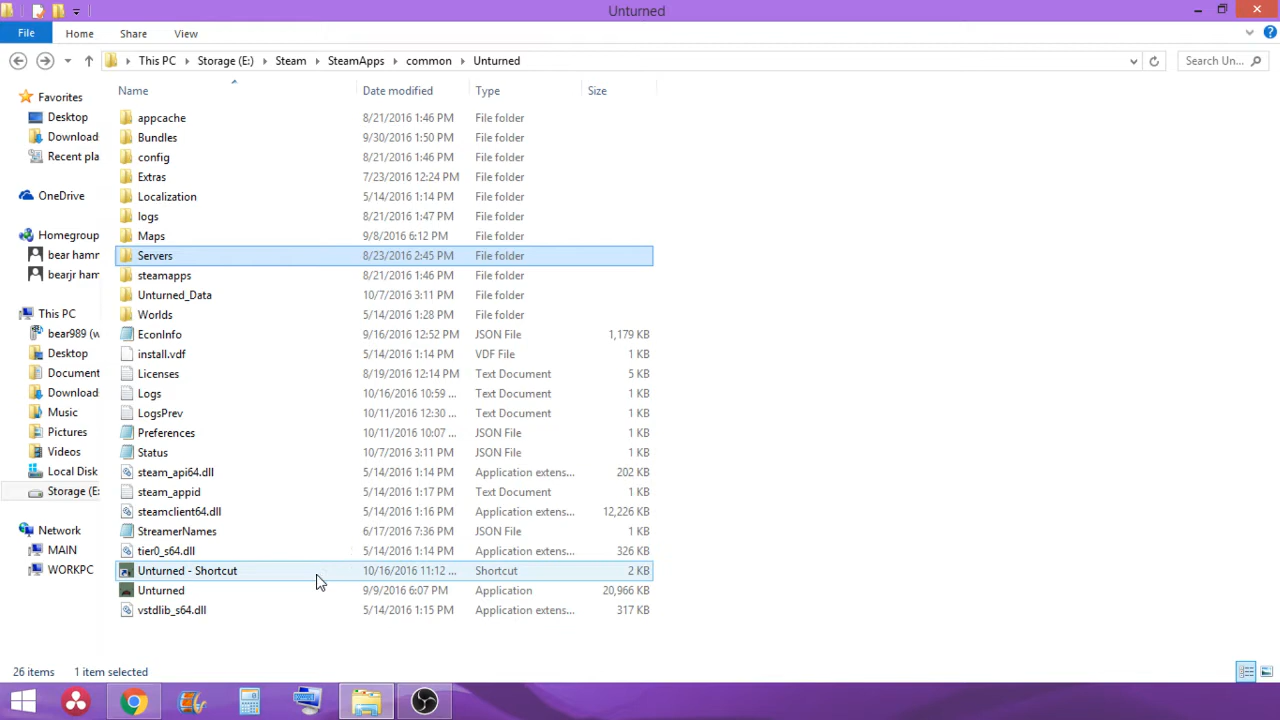 Unturned
File Home Share View
This PC Storage (E:) Steam SteamApps common Unturned Search Un...
Name Date modified Type Size
Favorites
Desktop
Download
Recent pla
OneDrive
Homegroup
bear hamm
bearjr ham
This PC
bear989 (w
Desktop
Document
Download
Music
Pictures
Videos
Local Disk
Storage (E:
Network
MAIN
WORKPC
appcache 8/21/2016 1:46 PM File folder
Bundles 9/30/2016 1:50 PM File folder
config 8/21/2016 1:46 PM File folder
Extras 7/23/2016 12:24 PM File folder
Localization 5/14/2016 1:14 PM File folder
logs 8/21/2016 1:47 PM File folder
Maps 9/8/2016 6:12 PM File folder
Servers 8/23/2016 2:45 PM File folder
steamapps 8/21/2016 1:46 PM File folder
Unturned_Data 10/7/2016 3:11 PM File folder
Worlds 5/14/2016 1:28 PM File folder
EconInfo 9/16/2016 12:52 PM JSON File 1,179 KB
install.vdf 5/14/2016 1:14 PM VDF File 1 KB
Licenses 8/19/2016 12:14 PM Text Document 5 KB
Logs 10/16/2016 10:59 ... Text Document 1 KB
LogsPrev 10/11/2016 12:30 ... Text Document 1 KB
Preferences 10/11/2016 10:07 ... JSON File 1 KB
Status 10/7/2016 3:11 PM JSON File 1 KB
steam_api64.dll 5/14/2016 1:14 PM Application extens... 202 KB
steam_appid 5/14/2016 1:17 PM Text Document 1 KB
steamclient64.dll 5/14/2016 1:16 PM Application extens... 12,226 KB
StreamerNames 6/17/2016 7:36 PM JSON File 1 KB
tier0_s64.dll 5/14/2016 1:14 PM Application extens... 326 KB
Unturned - Shortcut 10/16/2016 11:12 ... Shortcut 2 KB
Unturned 9/9/2016 6:07 PM Application 20,966 KB
vstdlib_s64.dll 5/14/2016 1:15 PM Application extens... 317 KB
26 items 1 item selected